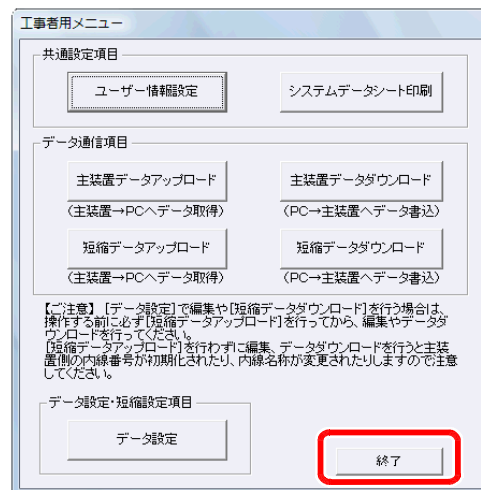 工事者用メニュー
共通設定項目
ユーザー情報設定
システムデータシート印刷
データ通信項目
主装置データアップロード
主装置データダウンロード
(主装置→PCへデータ取得)
(PC→主装置へデータ書込)
短縮データアップロード
短縮データダウンロード
(主装置→PCへデータ取得)
(PC→主装置へデータ書込)
【ご注意】 [データ設定]で編集や[短縮データダウンロード]を行う場合は、
操作する前に必ず[短縮データアップロード]を行ってから、編集やデータダ
ウンロードを行ってください。
[短縮データアップロード]を行わずに編集、データダウンロードを行うと主装
置側の内線番号が初期化されたり、内線名称が変更されたりしますので注意
してください。
データ設定・短縮設定項目
データ設定
終了